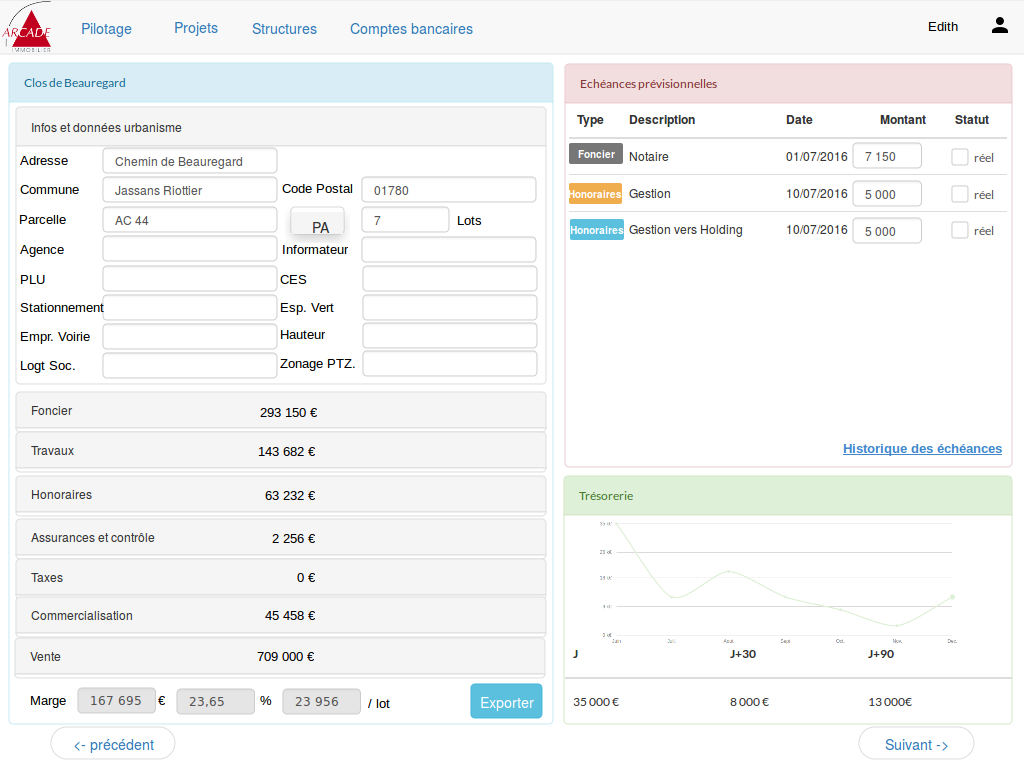 ARCADE
IMMOBILIER
Pilotage
Projets
Structures
Comptes bancaires
Edith
Clos de Beauregard
Infos et données urbanisme
Adresse Chemin de Beauregard
Commune Jassans Riottier Code Postal 01780
Parcelle AC 44 PA 7 Lots
Agence Informateur
PLU CES
Stationnement Esp. Vert
Empr. Voirie Hauteur
Logt Soc. Zonage PTZ.
Foncier 293 150 €
Travaux 143 682 €
Honoraires 63 232 €
Assurances et contrôle 2 256 €
Taxes 0 €
Commercialisation 45 458 €
Vente 709 000 €
Marge 167 695 € 23,65 % 23 956 / lot
Exporter
<- précédent
Echéances prévisionnelles
Type Description Date Montant Statut
Foncier Notaire 01/07/2016 7 150 réel
Honoraires Gestion 10/07/2016 5 000 réel
Honoraires Gestion vers Holding 10/07/2016 5 000 réel
Historique des échéances
Trésorerie
Juin. Juil. Aout. Sept. Oct. Nov. Dec.
J J+30 J+90
35 000 € 8 000 € 13 000€
Suivant ->